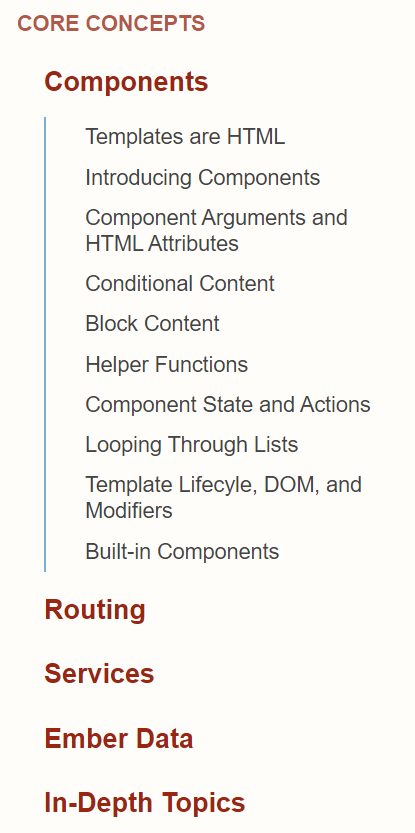 CORE CONCEPTS
Components
Templates are HTML
Introducing Components
Component Arguments and
HTML Attributes
Conditional Content
Block Content
Helper Functions
Component State and Actions
Looping Through Lists
Template Lifecyle, DOM, and
Modifiers
Built-in Components
Routing
Services
Ember Data
In-Depth Topics